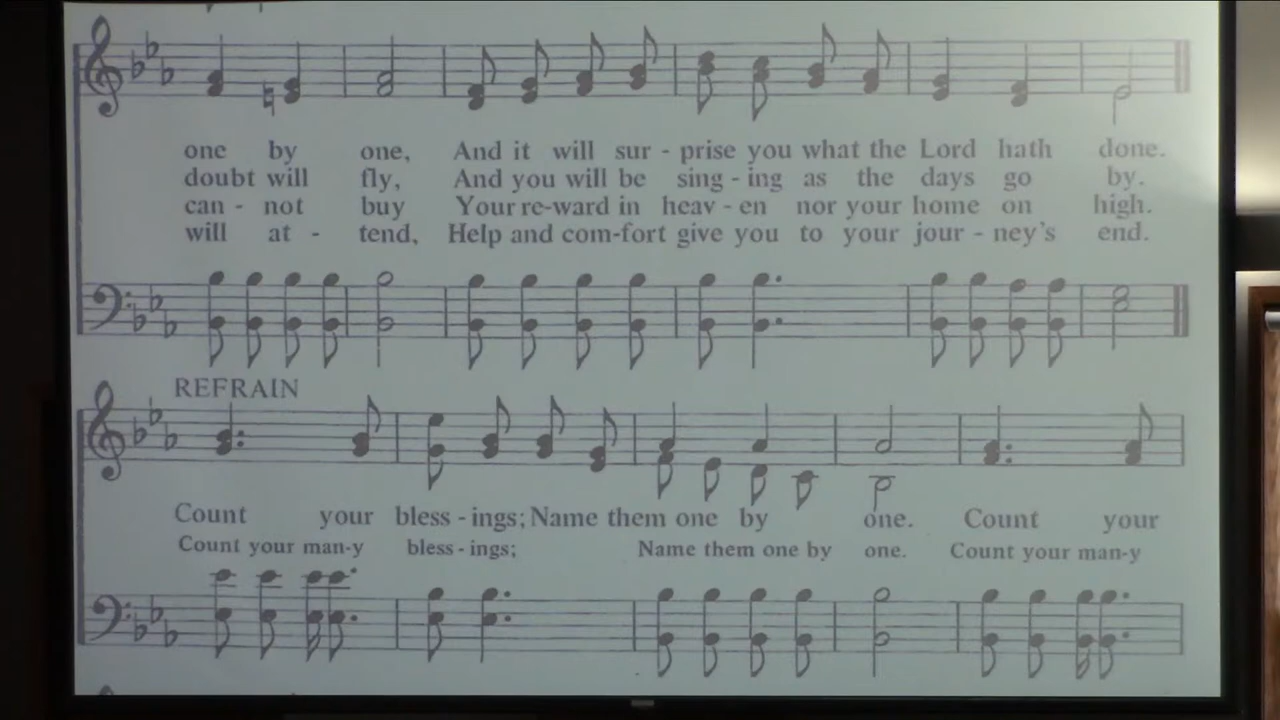 one by one, And it will sur - prise you what the Lord hath done.
doubt will fly, And you will be sing - ing as the days go by.
can - not buy Your re-ward in heav - en nor your home on high.
will at - tend, Help and com-fort give you to your jour - ney's end.
REFRAIN
Count your bless - ings; Name them one by one. Count your
Count your man-y bless - ings; Name them one by one. Count your man-y